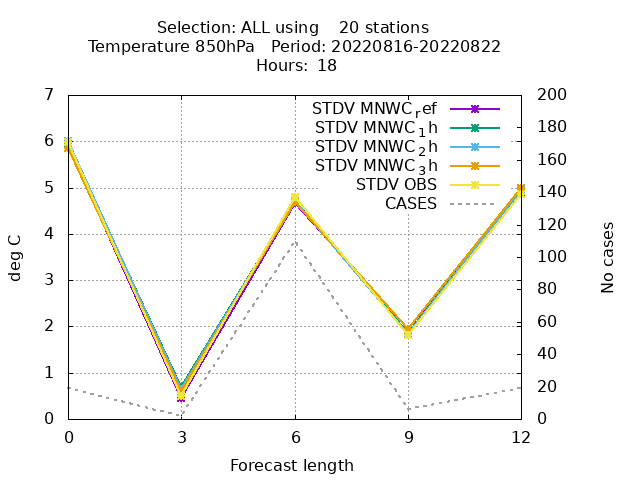 Selection: ALL using    20 stations
Temperature 850hPa   Period: 20220816-20220822
Hours: 18
STDV MNWC_ref
STDV MNWC_1h
STDV MNWC_2h
STDV MNWC_3h
STDV OBS
CASES
7
6
5
4
3
2
1
0
200
180
160
140
120
100
80
60
40
20
0
deg C
No cases
0 3 6 9 12
Forecast length